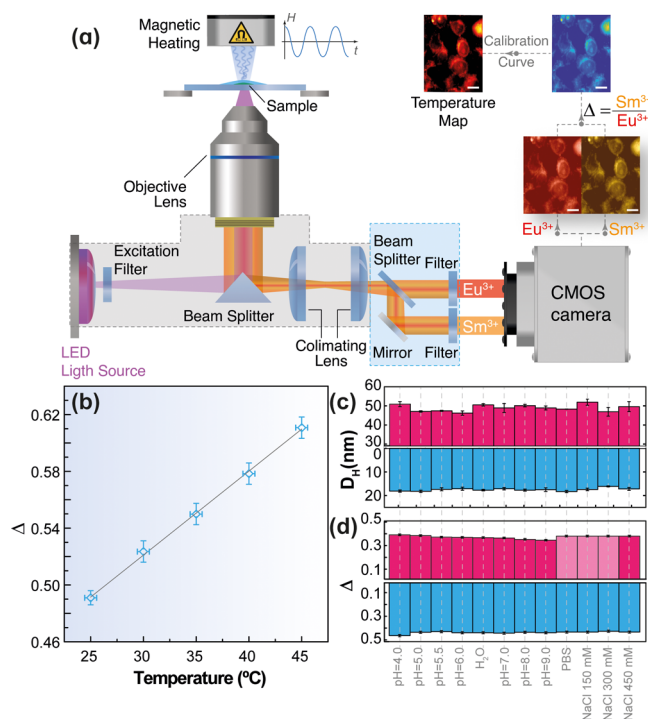 (a)
Magnetic
Heating
H
t
Sample
Objective
Lens
Excitation
Filter
Beam Splitter
LED
Ligth Source
Colimating
Lens
Beam
Splitter
Filter
Mirror
Filter
Eu³⁺
Sm³⁺
CMOS
camera
Eu³⁺
Sm³⁺
Δ = Sm³⁺
Eu³⁺
Calibration
Curve
Temperature
Map
(b)
Δ
0.62
0.58
0.54
0.50
0.46
25 30 35 40 45
Temperature (ºC)
(c)
D_H(nm)
60
50
40
30
0
10
20
(d)
Δ
0.5
0.3
0.1
0.1
0.3
0.5
pH=4.0
pH=5.0.
pH=5.5.
pH=6.0.
H₂O.
pH=7.0
pH=8.0
pH=9.0
PBS
NaCl 150 mM
NaCl 300 mM
NaCl 450 mM